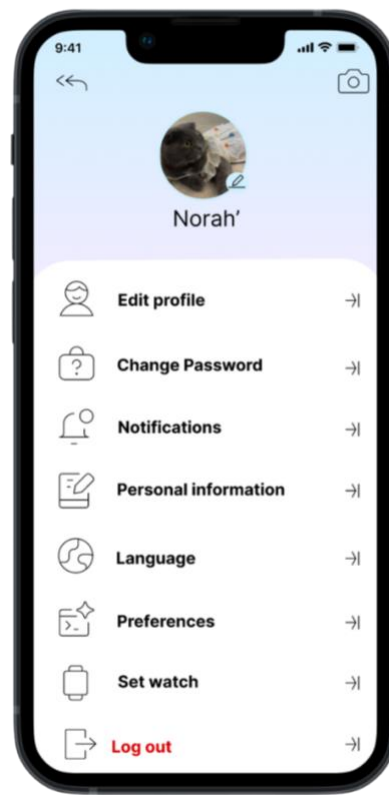 9:41
Norah’
Edit profile
Change Password
Notifications
Personal information
Language
Preferences
Set watch
Log out